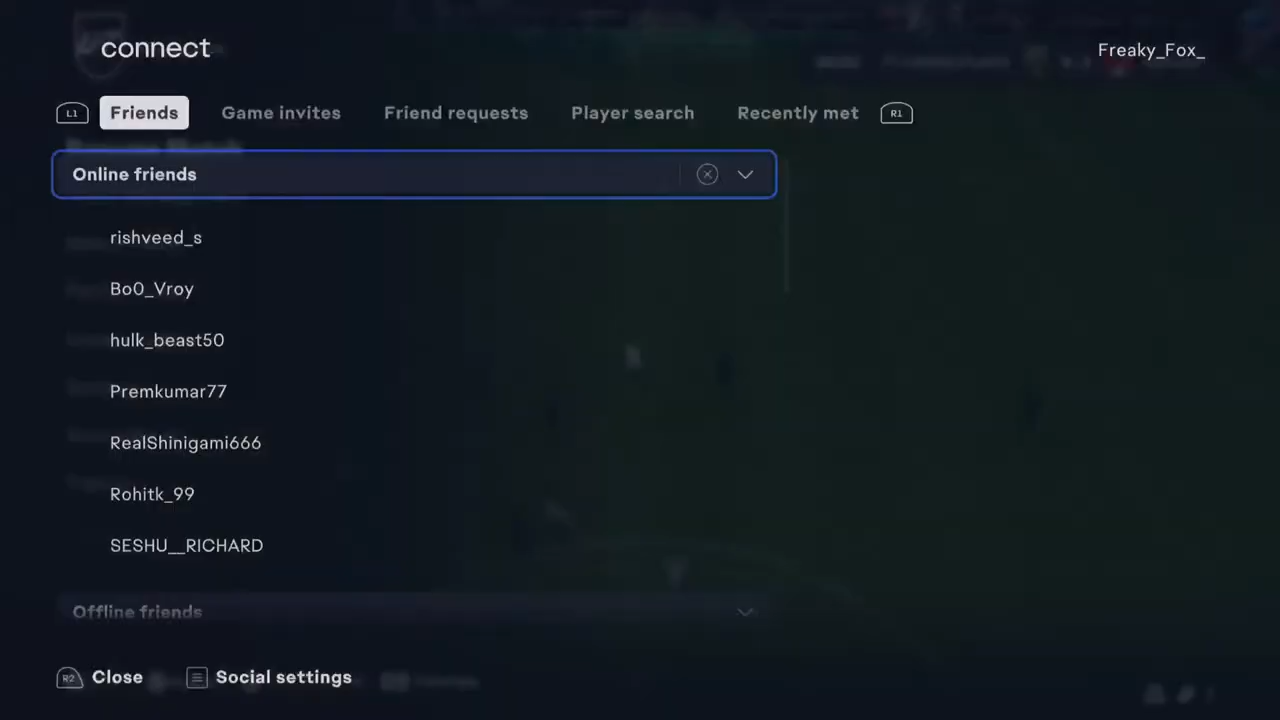 connect
Freaky_Fox_
L1 Friends Game invites Friend requests Player search Recently met R1
Online friends
rishveed_s
Bo0_Vroy
hulk_beast50
Premkumar77
RealShinigami666
Rohitk_99
SESHU__RICHARD
Offline friends
R2 Close Social settings